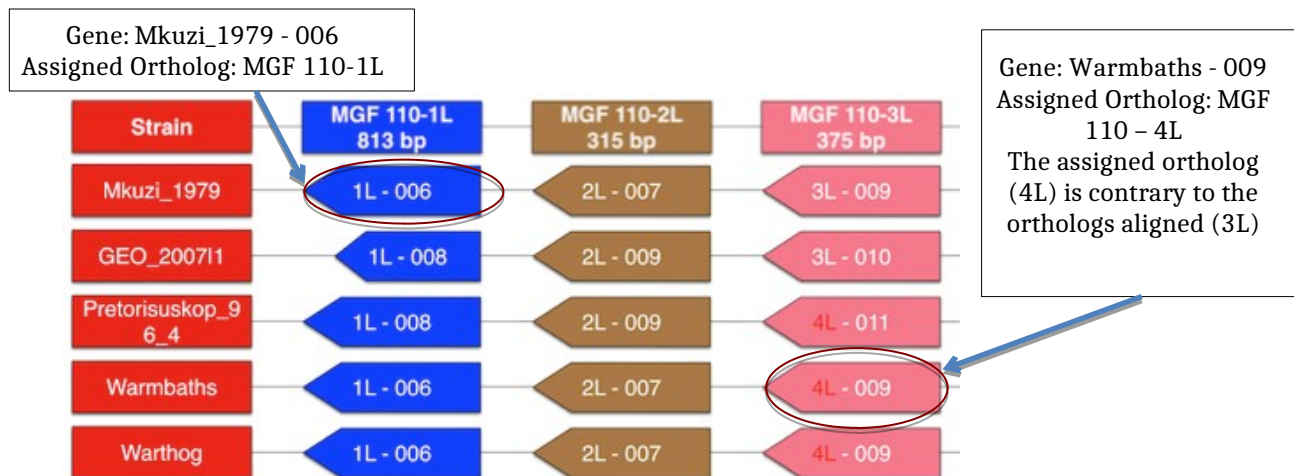 Gene: Mkuzi_1979 - 006
Assigned Ortholog: MGF 110-1L
Gene: Warmbaths - 009
Assigned Ortholog: MGF
110 – 4L
The assigned ortholog
(4L) is contrary to the
orthologs aligned (3L)
Strain
MGF 110-1L
813 bp
MGF 110-2L
315 bp
MGF 110-3L
375 bp
Mkuzi_1979
1L - 006
2L - 007
3L - 009
GEO_2007I1
1L - 008
2L - 009
3L - 010
Pretorisuskop_9
6_4
1L - 008
2L - 009
4L - 011
Warmbaths
1L - 006
2L - 007
4L - 009
Warthog
1L - 006
2L - 007
4L - 009